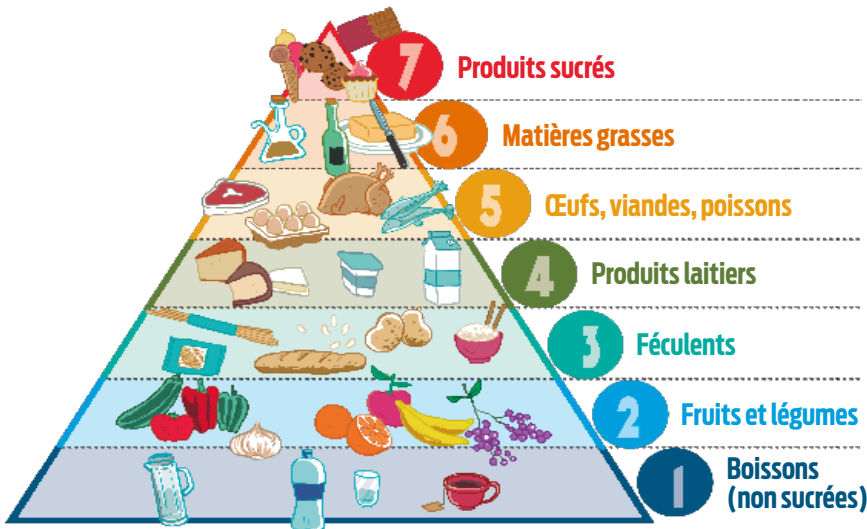 7 Produits sucrés
6 Matières grasses
5 Œufs, viandes, poissons
4 Produits laitiers
3 Féculents
2 Fruits et légumes
1 Boissons
(non sucrées)